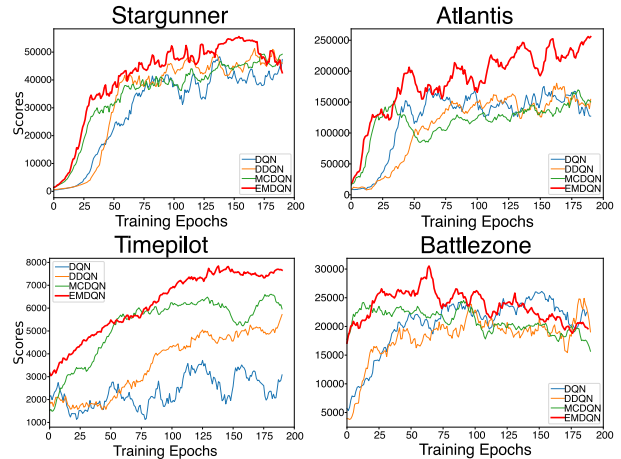 Stargunner
Scores
50000
40000
30000
20000
10000
0
0 25 50 75 100 125 150 175 200
DQN
DDQN
MCDQN
EMDQN
Training Epochs
Atlantis
250000
200000
150000
100000
50000
0
0 25 50 75 100 125 150 175 200
DQN
DDQN
MCDQN
EMDQN
Training Epochs
Timepilot
Scores
8000
7000
6000
5000
4000
3000
2000
1000
0 25 50 75 100 125 150 175 200
DQN
DDQN
MCDQN
EMDQN
Training Epochs
Battlezone
30000
25000
20000
15000
10000
5000
0 25 50 75 100 125 150 175 200
DQN
DDQN
MCDQN
EMDQN
Training Epochs